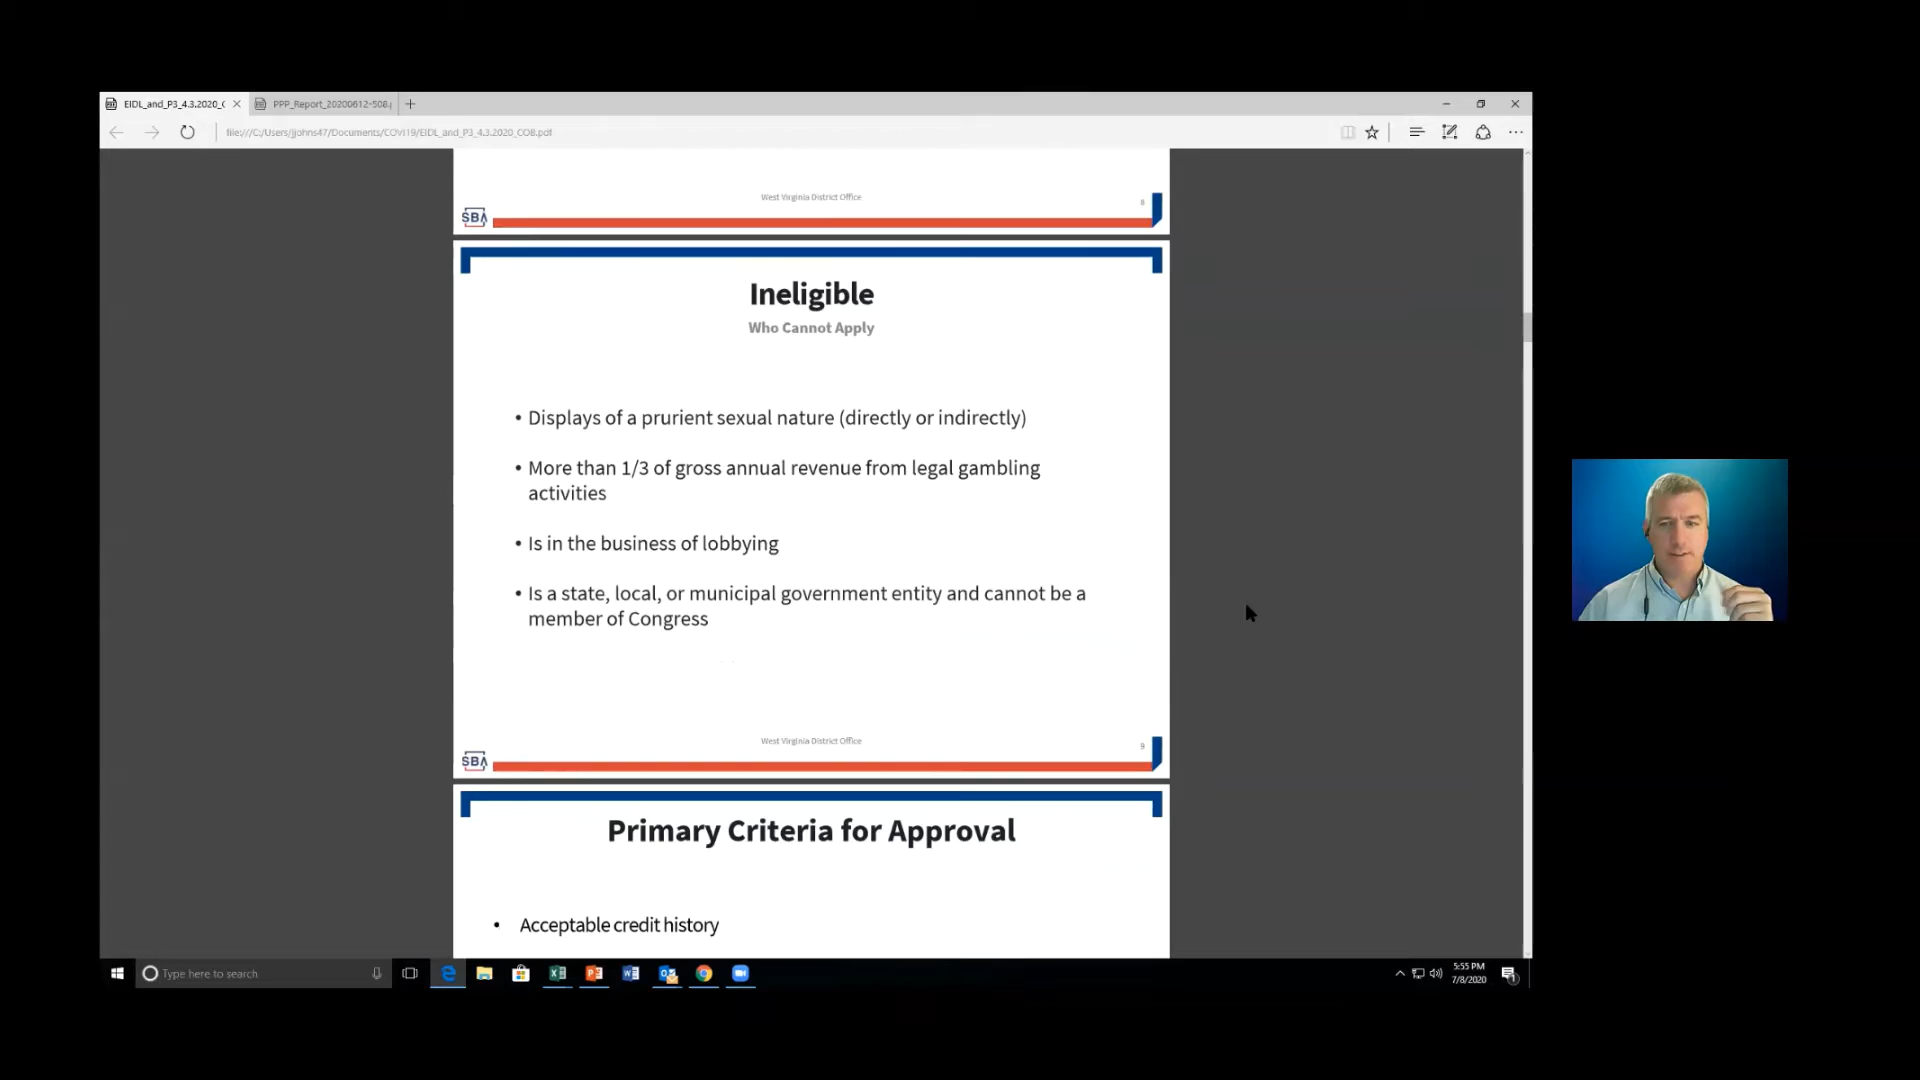 EIDL_and_P3_4.3.2020_C
PPP_Report_20200612-508.
file:///C:/Users/jjohns47/Documents/COVI19/EIDL_and_P3_4.3.2020_COB.pdf
West Virginia District Office
8
SBA
Ineligible
Who Cannot Apply
• Displays of a prurient sexual nature (directly or indirectly)
• More than 1/3 of gross annual revenue from legal gambling
activities
• Is in the business of lobbying
• Is a state, local, or municipal government entity and cannot be a
member of Congress
West Virginia District Office
9
SBA
Primary Criteria for Approval
• Acceptable credit history
Type here to search
5:55 PM
7/8/2020